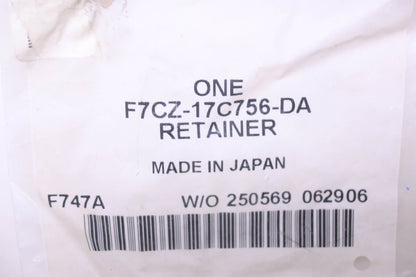 ONE
F7CZ-17C756-DA
RETAINER
MADE IN JAPAN
F747A W/O 250569 062906